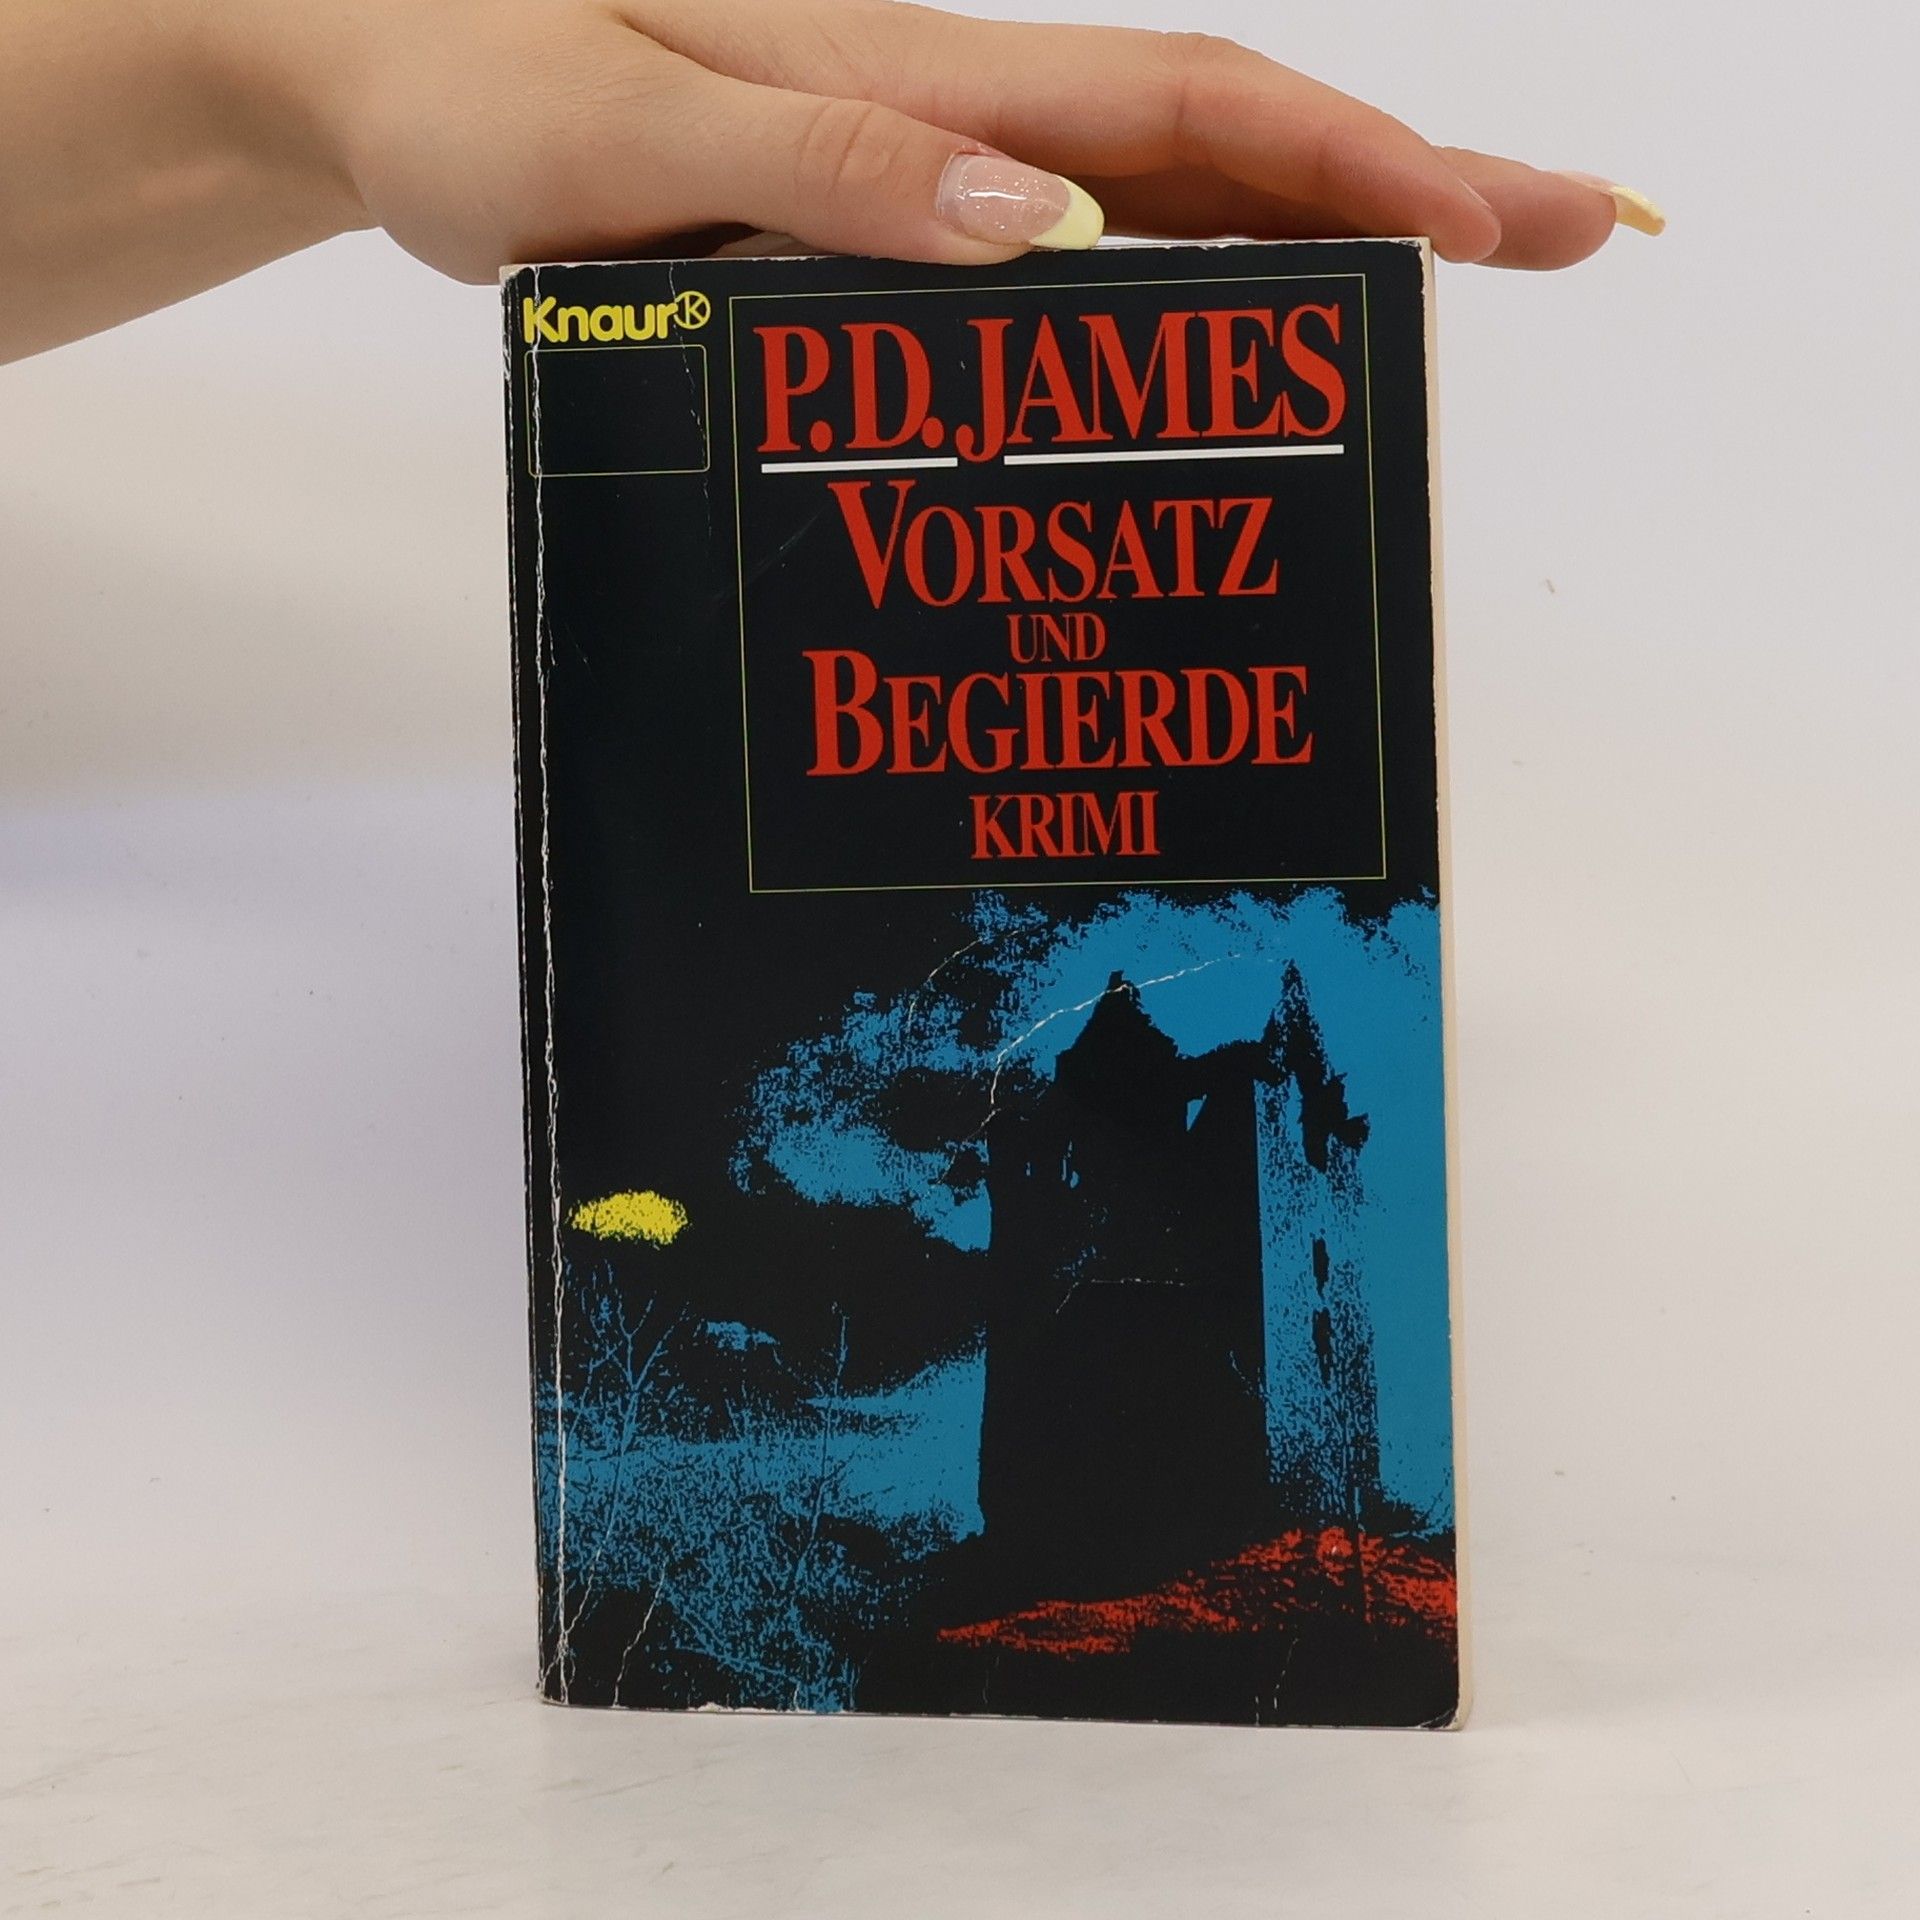 Knaur
P.D. JAMES
VORSATZ
UND
BEGIERDE
KRIMI